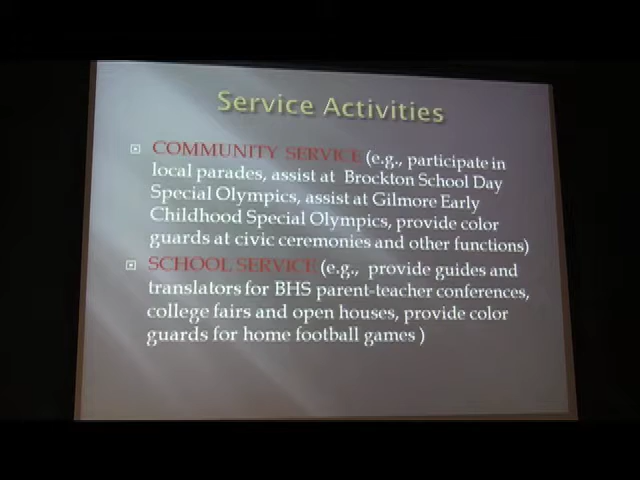 Service Activities
COMMUNITY SERVICE (e.g., participate in
local parades, assist at Brockton School Day
Special Olympics, assist at Gilmore Early
Childhood Special Olympics, provide color
guards at civic ceremonies and other functions)
SCHOOL SERVICE (e.g., provide guides and
translators for BHS parent-teacher conferences,
college fairs and open houses, provide color
guards for home football games )